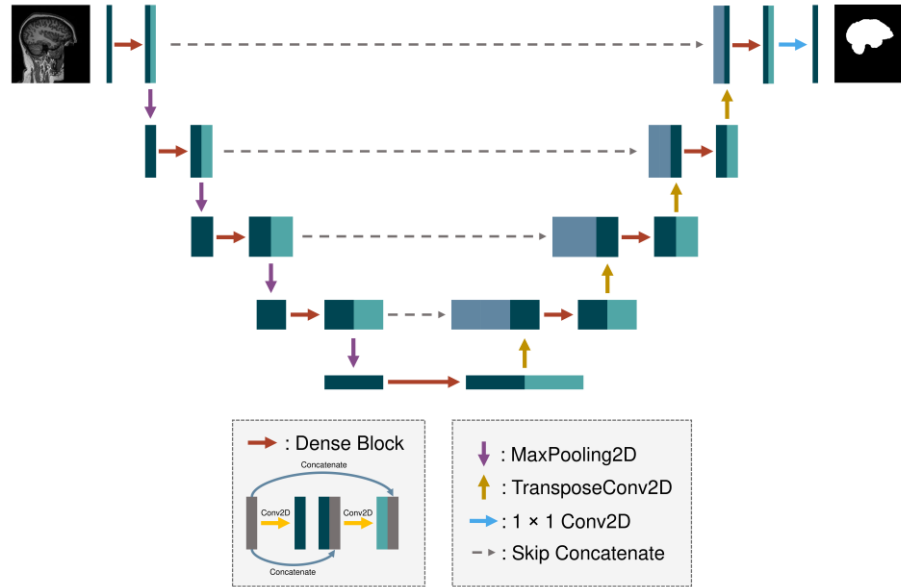 : Dense Block
Concatenate
Conv2D
Conv2D
Concatenate
: MaxPooling2D
: TransposeConv2D
: 1 × 1 Conv2D
: Skip Concatenate